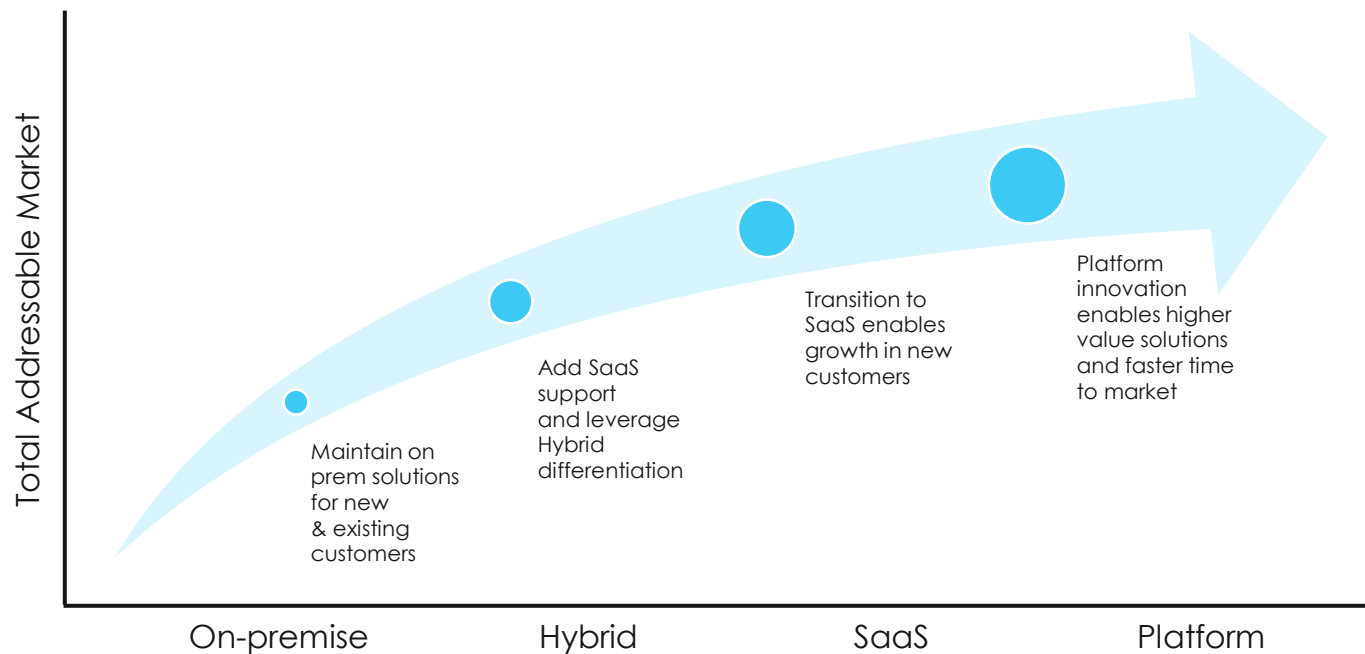 Total Addressable Market
Maintain on
prem solutions
for new
& existing
customers
Add SaaS
support
and leverage
Hybrid
differentiation
Transition to
SaaS enables
growth in new
customers
Platform
innovation
enables higher
value solutions
and faster time
to market
On-premise
Hybrid
SaaS
Platform